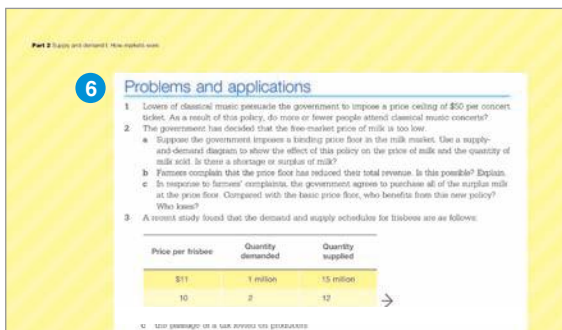 Part 2 Supply and demand I: How markets work
6
Problems and applications
1 Lovers of classical music persuade the government to impose a price ceiling of $50 per concert
ticket. As a result of this policy, do more or fewer people attend classical music concerts?
2 The government has decided that the free-market price of milk is too low.
a Suppose the government imposes a binding price floor in the milk market. Use a supply-
and-demand diagram to show the effect of this policy on the price of milk and the quantity of
milk sold. Is there a shortage or surplus of milk?
b Farmers complain that the price floor has reduced their total revenue. Is this possible? Explain.
c In response to farmers' complaints, the government agrees to purchase all of the surplus milk
at the price floor. Compared with the basic price floor, who benefits from this new policy?
Who loses?
3 A recent study found that the demand and supply schedules for frisbees are as follows:
Price per frisbee Quantity demanded Quantity supplied
$11 1 million 15 million
10 2 12
c the passage of a tax levied on producers